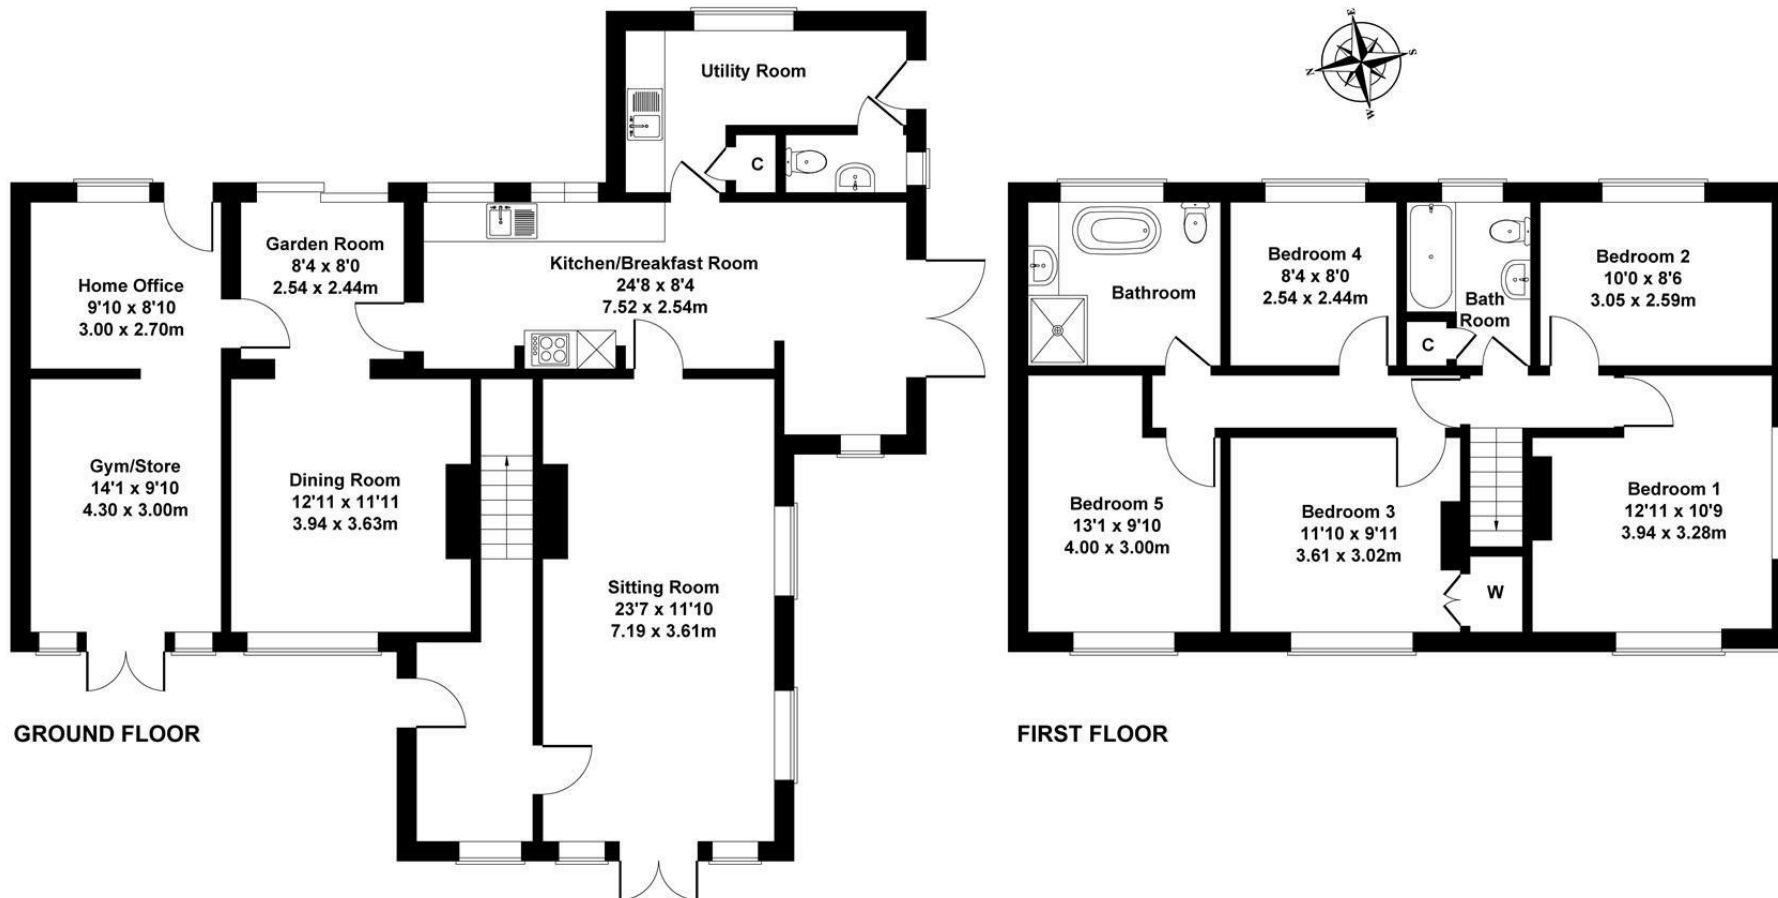 Utility Room
C
Garden Room
8'4 x 8'0
2.54 x 2.44m
Home Office
9'10 x 8'10
3.00 x 2.70m
Kitchen/Breakfast Room
24'8 x 8'4
7.52 x 2.54m
Gym/Store
14'1 x 9'10
4.30 x 3.00m
Dining Room
12'11 x 11'11
3.94 x 3.63m
Sitting Room
23'7 x 11'10
7.19 x 3.61m
GROUND FLOOR
E
S
N
W
Bathroom
Bedroom 4
8'4 x 8'0
2.54 x 2.44m
Bath
Room
C
Bedroom 2
10'0 x 8'6
3.05 x 2.59m
Bedroom 5
13'1 x 9'10
4.00 x 3.00m
Bedroom 3
11'10 x 9'11
3.61 x 3.02m
W
Bedroom 1
12'11 x 10'9
3.94 x 3.28m
FIRST FLOOR